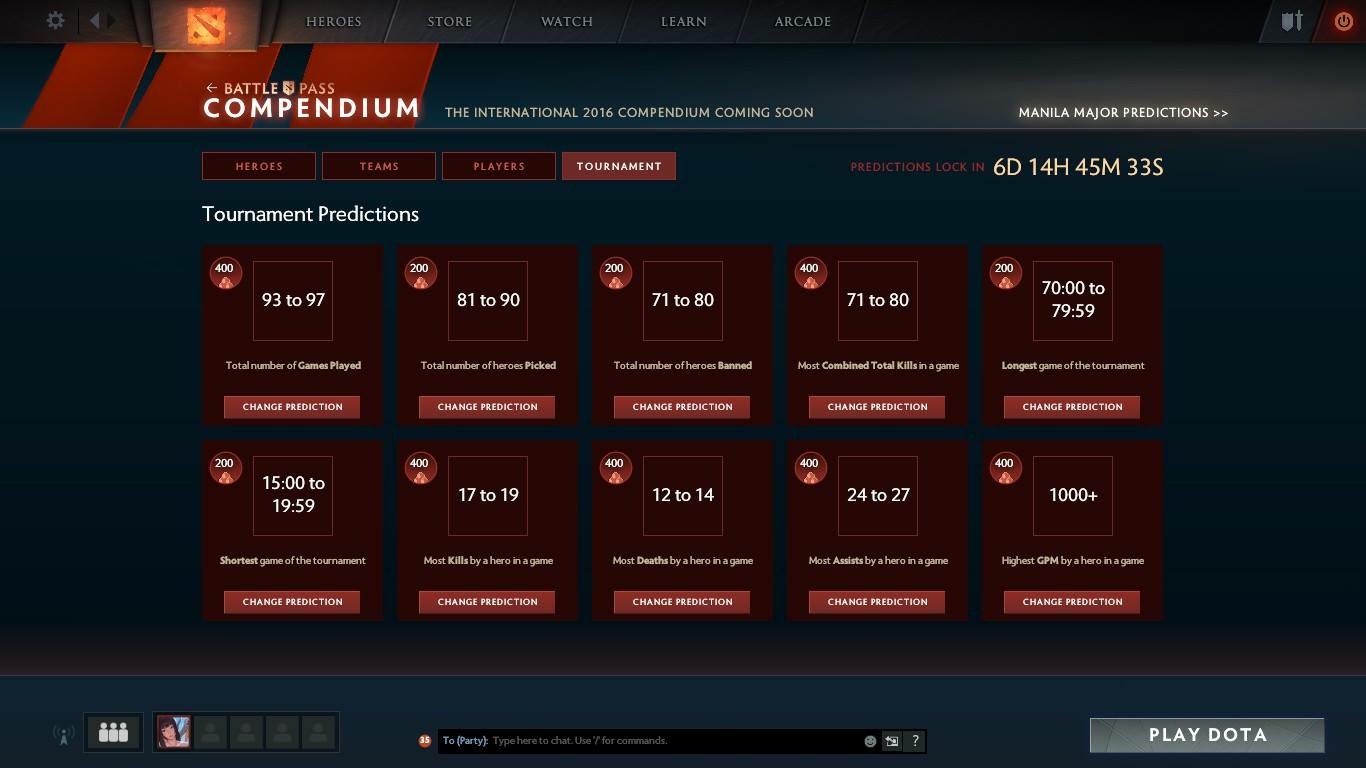 HEROES STORE WATCH LEARN ARCADE
← BATTLE PASS
COMPENDIUM
THE INTERNATIONAL 2016 COMPENDIUM COMING SOON
MANILA MAJOR PREDICTIONS >>
HEROES TEAMS PLAYERS TOURNAMENT
PREDICTIONS LOCK IN 6D 14H 45M 33S
Tournament Predictions
400
93 to 97
Total number of Games Played
CHANGE PREDICTION
200
81 to 90
Total number of heroes Picked
CHANGE PREDICTION
200
71 to 80
Total number of heroes Banned
CHANGE PREDICTION
400
71 to 80
Most Combined Total Kills in a game
CHANGE PREDICTION
200
70:00 to
79:59
Longest game of the tournament
CHANGE PREDICTION
200
15:00 to
19:59
Shortest game of the tournament
CHANGE PREDICTION
400
17 to 19
Most Kills by a hero in a game
CHANGE PREDICTION
400
12 to 14
Most Deaths by a hero in a game
CHANGE PREDICTION
400
24 to 27
Most Assists by a hero in a game
CHANGE PREDICTION
400
1000+
Highest GPM by a hero in a game
CHANGE PREDICTION
35 To (Party): Type here to chat. Use '/' for commands. ?
PLAY DOTA